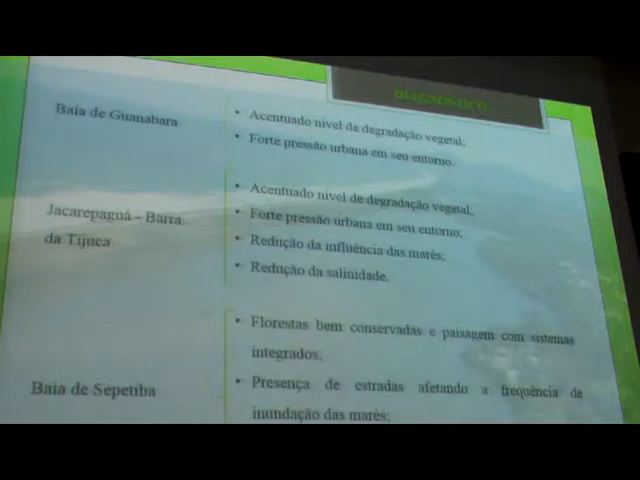 DIAGNÓSTICO
Baía de Guanabara
• Acentuado nível de degradação vegetal;
• Forte pressão urbana em seu entorno.
Jacarepaguá - Barra
da Tijuca
• Acentuado nível de degradação vegetal;
• Forte pressão urbana em seu entorno;
• Redução da influência das marés;
• Redução da salinidade.
Baía de Sepetiba
• Florestas bem conservadas e paisagem com sistemas
integrados;
• Presença de estradas afetando a frequência de
inundação das marés;